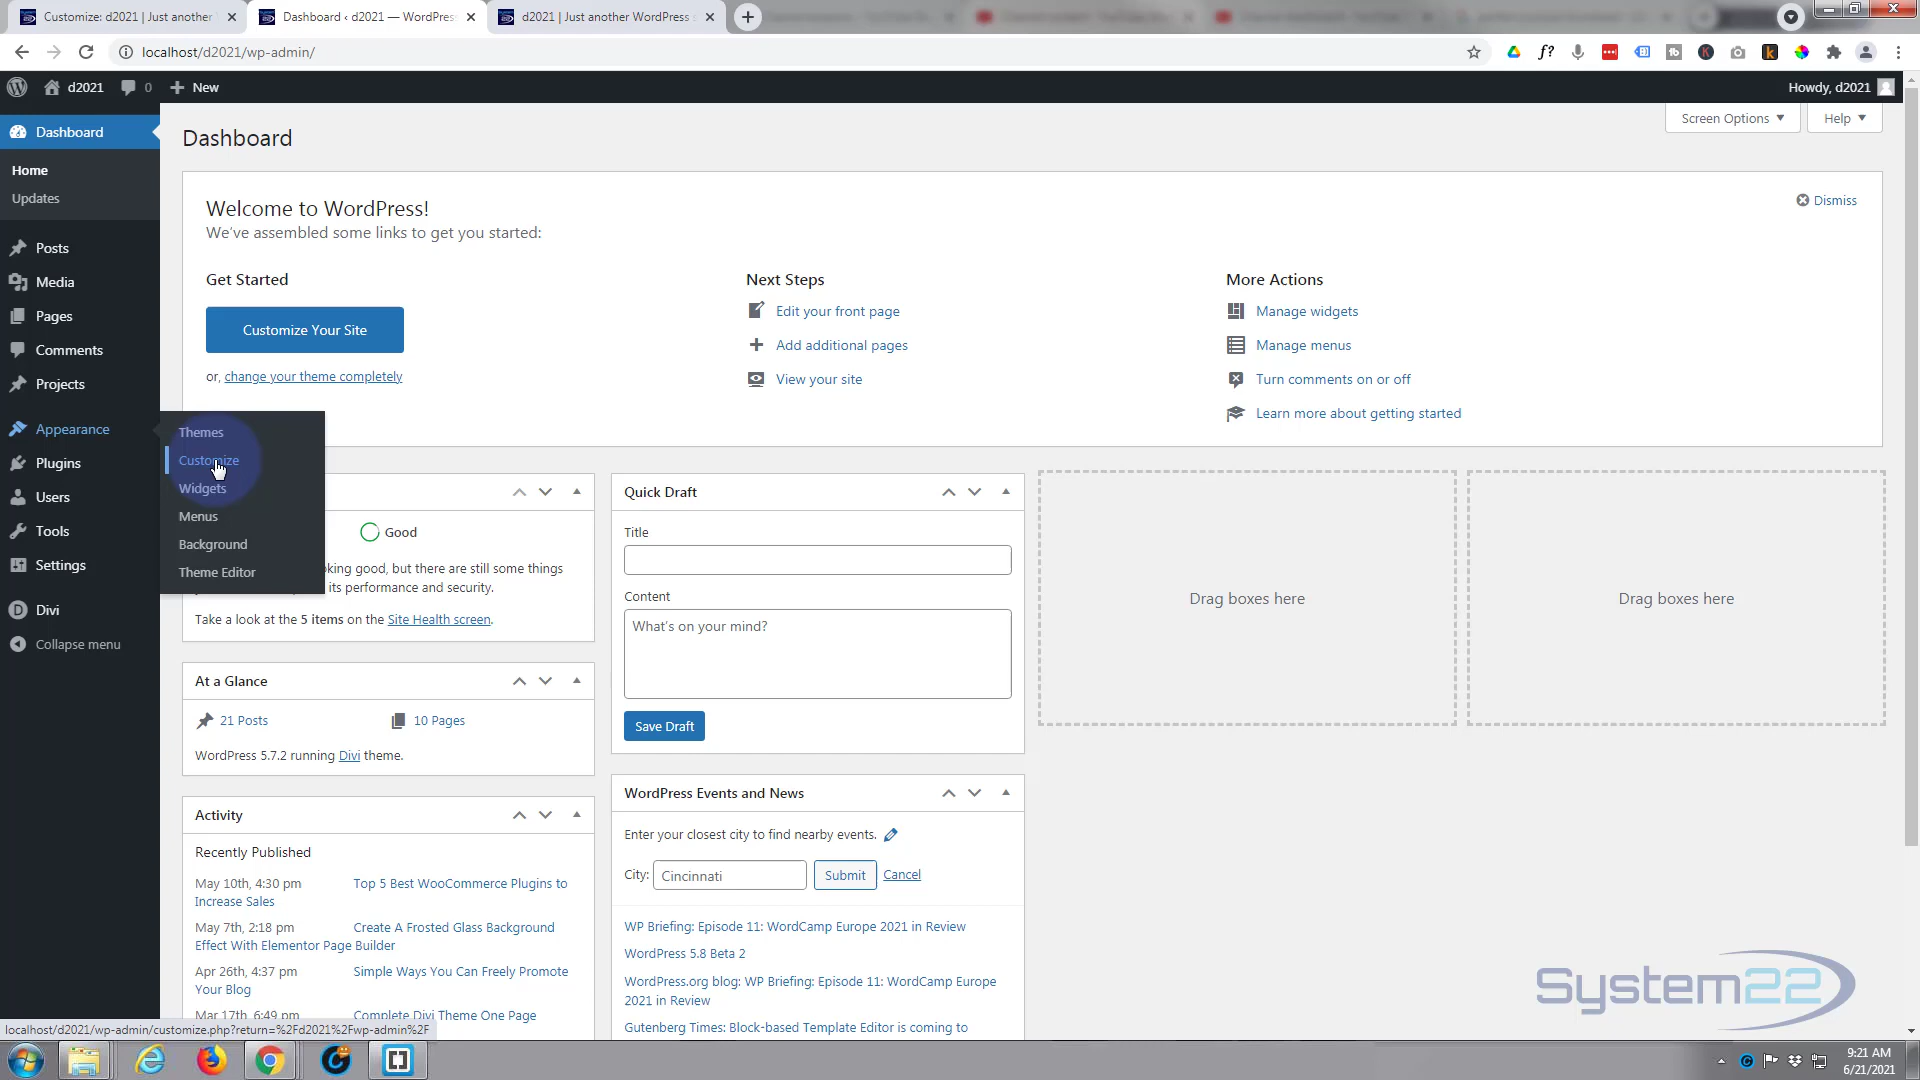 Customize: d2021 | Just another
Dashboard ‹ d2021 — WordPress
d2021 | Just another WordPress s
localhost/d2021/wp-admin/
d2021
0
New
Howdy, d2021
Dashboard
Home
Updates
Posts
Media
Pages
Comments
Projects
Appearance
Plugins
Users
Tools
Settings
Divi
Collapse menu
Themes
Customize
Widgets
Menus
Background
Theme Editor
Dashboard
Screen Options
Help
Welcome to WordPress!
We've assembled some links to get you started:
Dismiss
Get Started
Customize Your Site
or, change your theme completely
Next Steps
Edit your front page
Add additional pages
View your site
More Actions
Manage widgets
Manage menus
Turn comments on or off
Learn more about getting started
Good
king good, but there are still some things
its performance and security.
Take a look at the 5 items on the Site Health screen.
At a Glance
21 Posts
10 Pages
WordPress 5.7.2 running Divi theme.
Activity
Recently Published
May 10th, 4:30 pm Top 5 Best WooCommerce Plugins to
Increase Sales
May 7th, 2:18 pm Create A Frosted Glass Background
Effect With Elementor Page Builder
Apr 26th, 4:37 pm Simple Ways You Can Freely Promote
Your Blog
Mar 17th, 6:49 pm Complete Divi Theme One Page
Quick Draft
Title
Content
What's on your mind?
Save Draft
WordPress Events and News
Enter your closest city to find nearby events.
City: Cincinnati Submit Cancel
WP Briefing: Episode 11: WordCamp Europe 2021 in Review
WordPress 5.8 Beta 2
WordPress.org blog: WP Briefing: Episode 11: WordCamp Europe
2021 in Review
Gutenberg Times: Block-based Template Editor is coming to
Drag boxes here
Drag boxes here
System22
localhost/d2021/wp-admin/customize.php?return=%2Fd2021%2Fwp-admin%2F
9:21 AM
6/21/2021